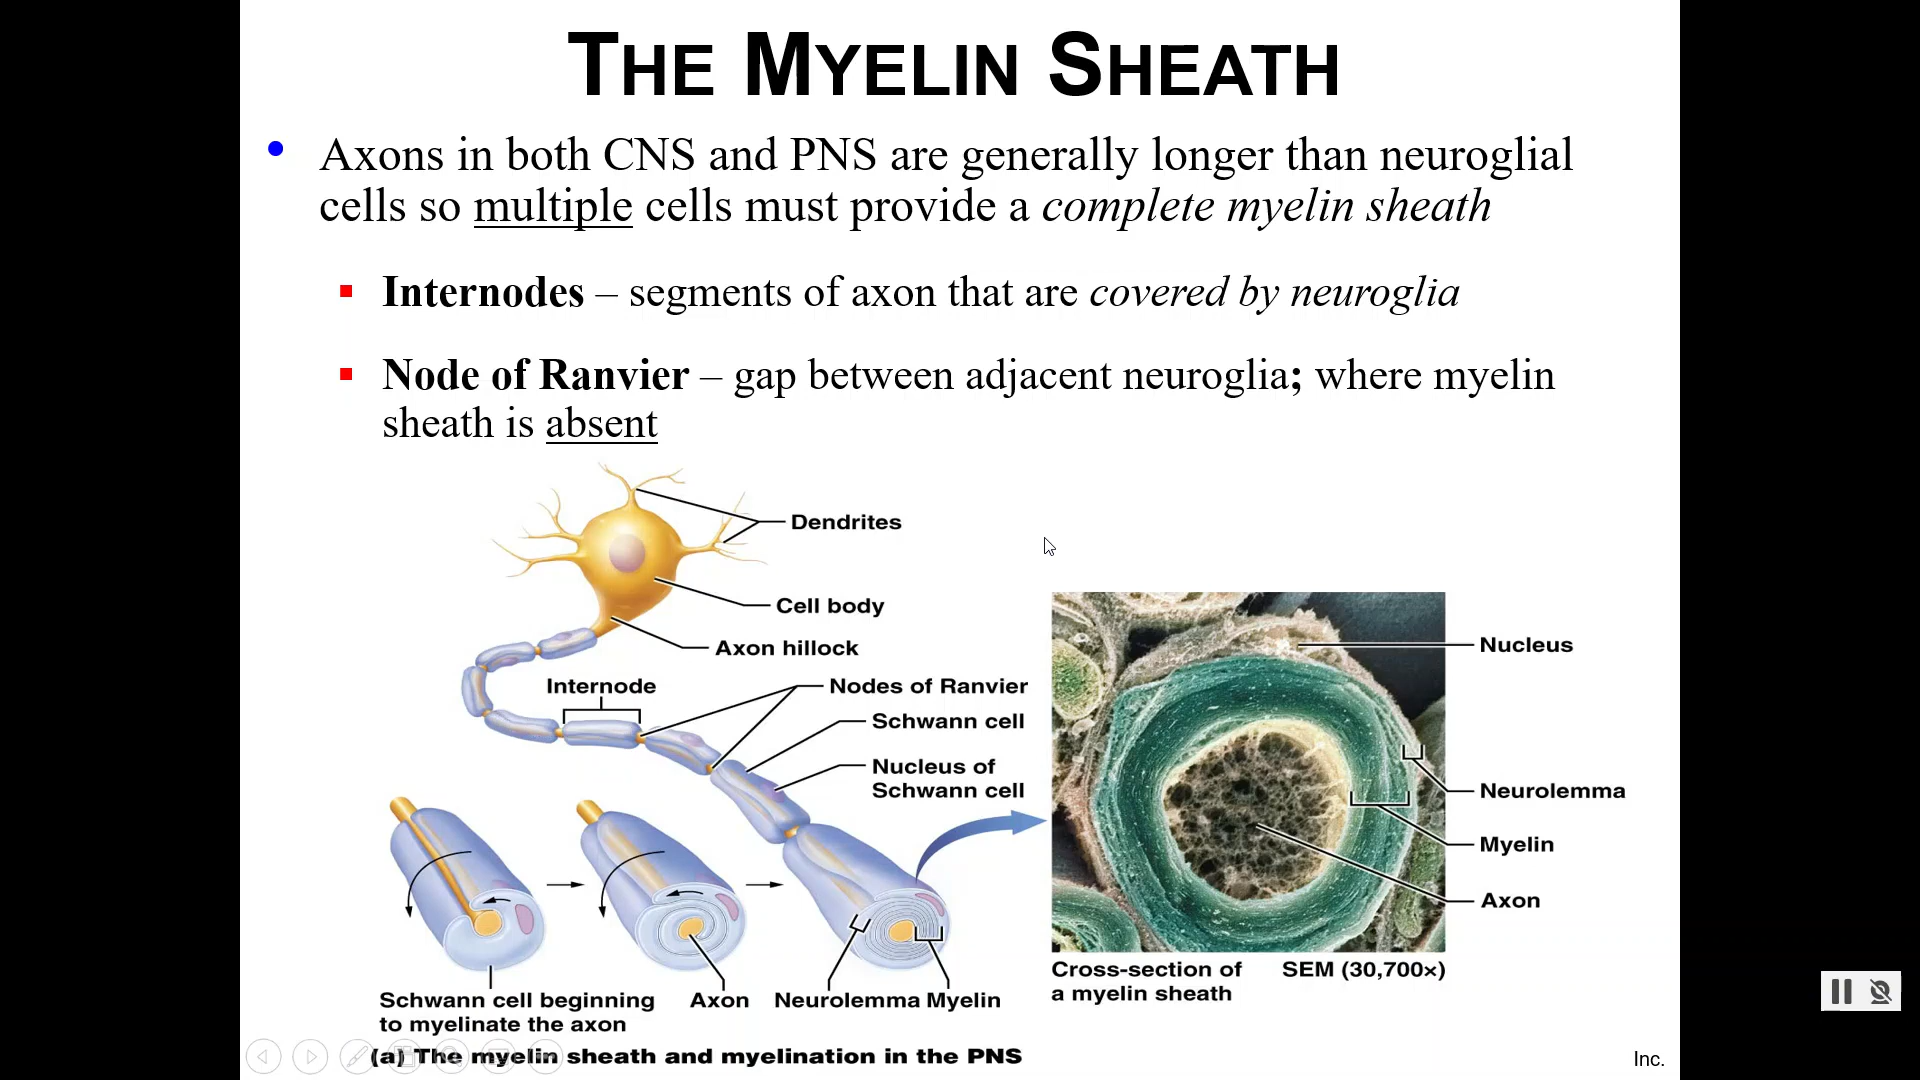 THE MYELIN SHEATH
• Axons in both CNS and PNS are generally longer than neuroglial
cells so multiple cells must provide a complete myelin sheath
▪ Internodes – segments of axon that are covered by neuroglia
▪ Node of Ranvier – gap between adjacent neuroglia; where myelin
sheath is absent
Dendrites
Cell body
Axon hillock
Internode
Nodes of Ranvier
Schwann cell
Nucleus of
Schwann cell
Schwann cell beginning
to myelinate the axon
Axon
Neurolemma
Myelin
(a) The myelin sheath and myelination in the PNS
Nucleus
Neurolemma
Myelin
Axon
Cross-section of
a myelin sheath
SEM (30,700×)
Inc.